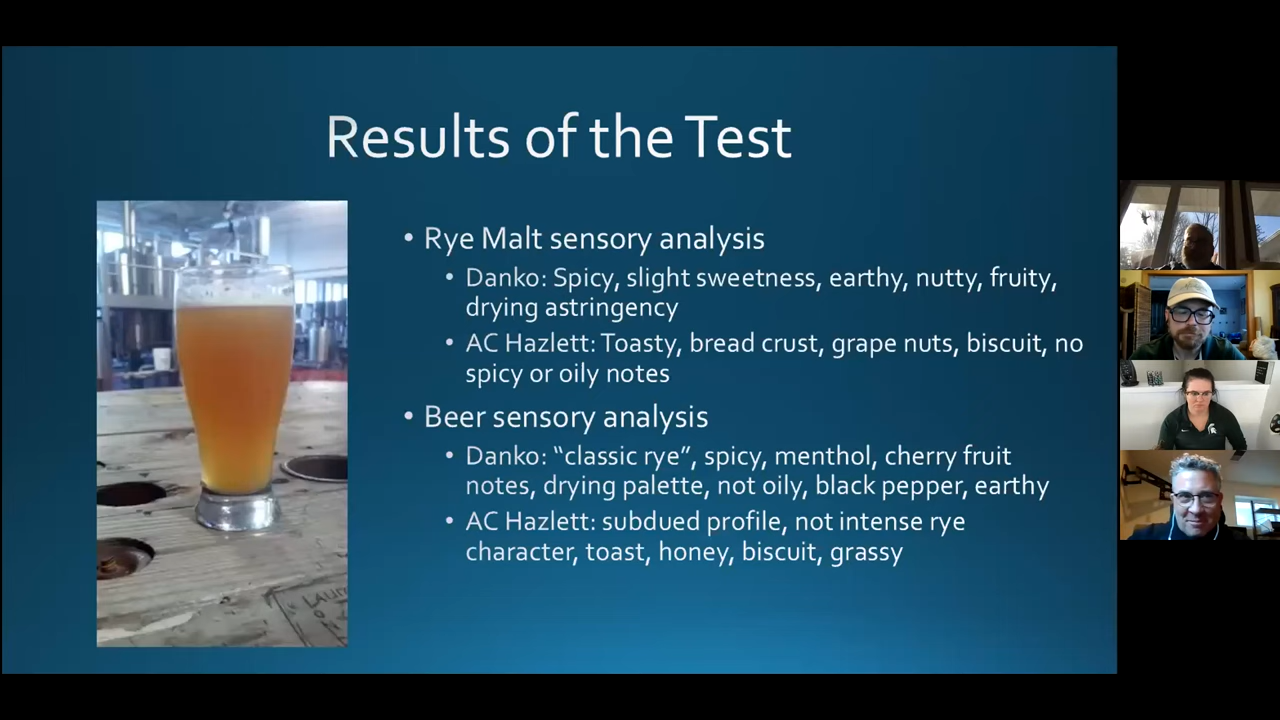 Results of the Test
• Rye Malt sensory analysis
• Danko: Spicy, slight sweetness, earthy, nutty, fruity,
drying astringency
• AC Hazlett: Toasty, bread crust, grape nuts, biscuit, no
spicy or oily notes
• Beer sensory analysis
• Danko: “classic rye”, spicy, menthol, cherry fruit
notes, drying palette, not oily, black pepper, earthy
• AC Hazlett: subdued profile, not intense rye
character, toast, honey, biscuit, grassy